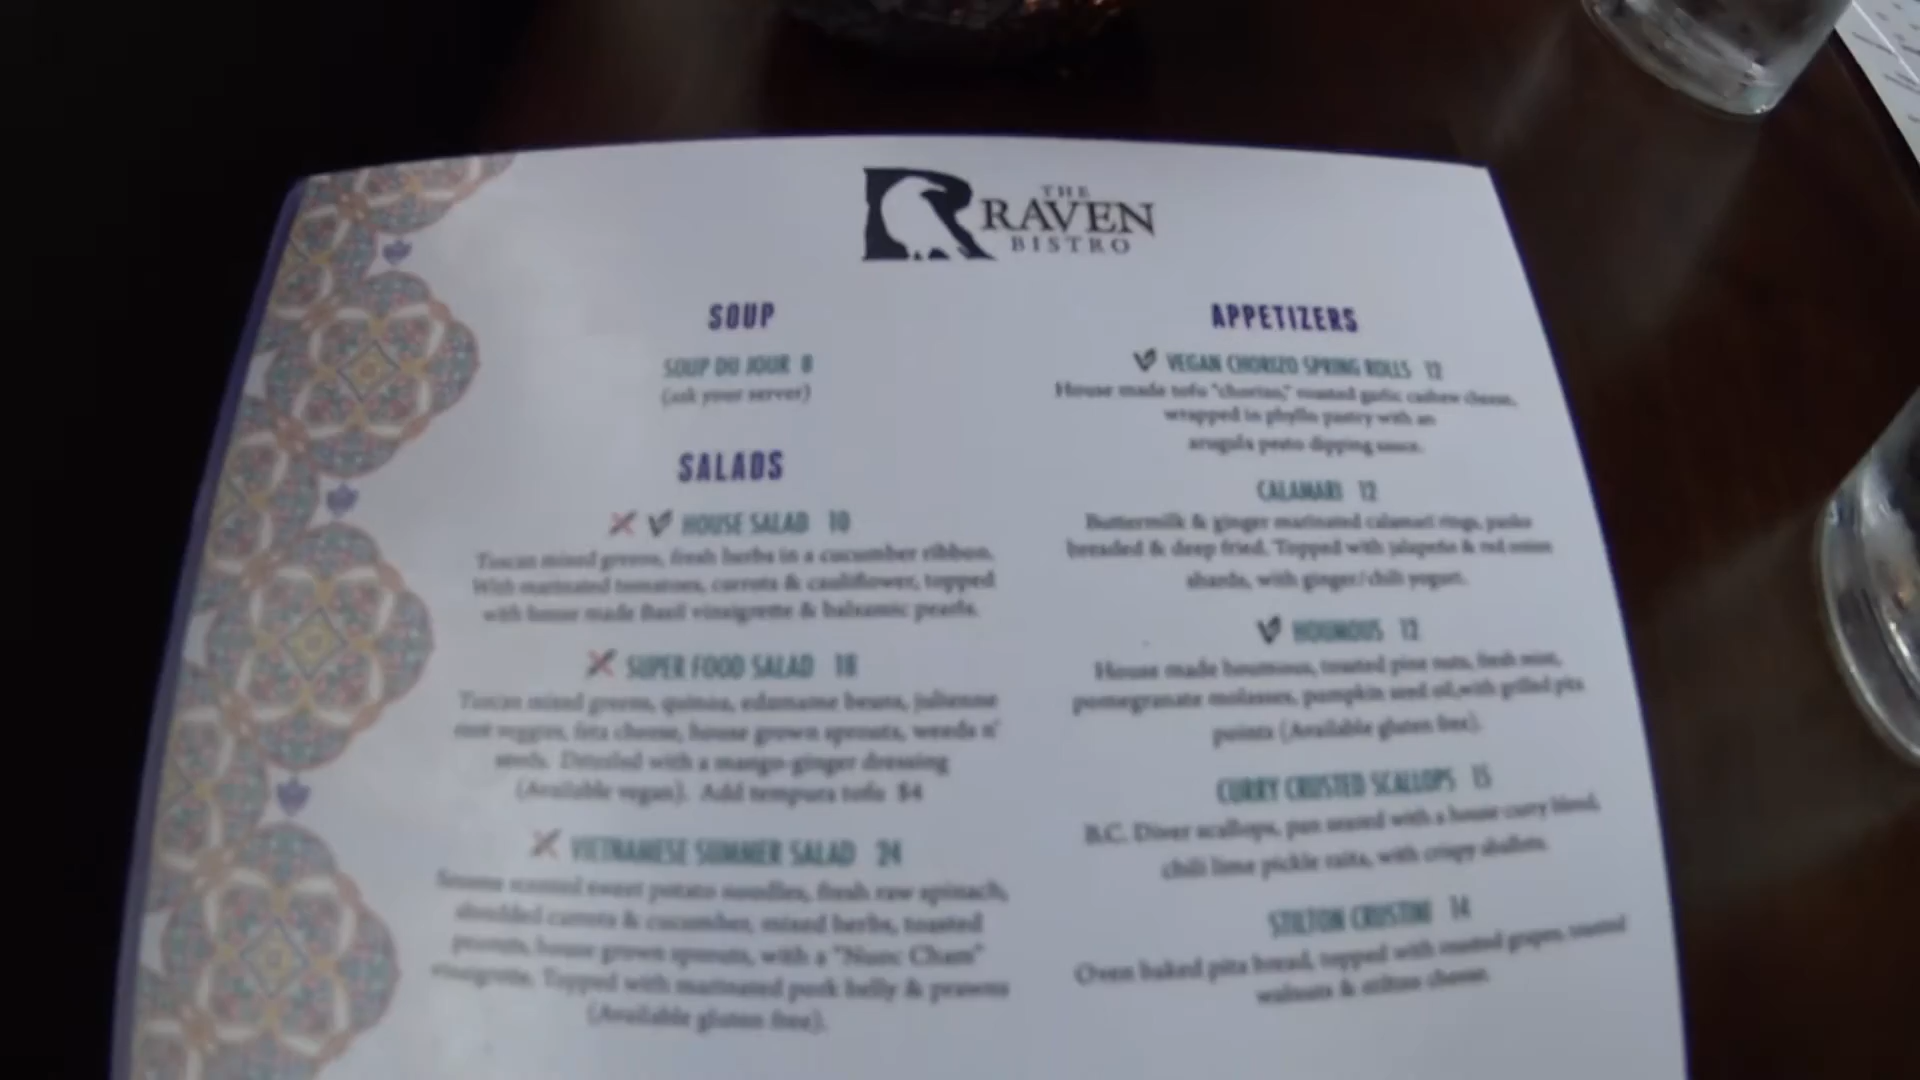 THE
RAVEN
BISTRO
SOUP
SOUP DU JOUR 8
(ask your server)
SALADS
HOUSE SALAD 10
Tuscan mixed greens, fresh herbs in a cucumber ribbon.
With marinated tomatoes, carrots & cauliflower, topped
with house made Basil vinaigrette & balsamic pearls.
SUPER FOOD SALAD 18
Tuscan mixed greens, quinoa, edamame beans, julienne
root veggies, feta cheese, house grown sprouts, weeds n'
seeds. Drizzled with a mango-ginger dressing
(Available vegan). Add tempura tofu $4
VIETNAMESE SUMMER SALAD 24
sweet potato noodles, fresh raw spinach,
shredded carrots & cucumber, mixed herbs, toasted
peanuts, house grown sprouts, with a "Nuoc Cham"
vinaigrette. Topped with marinated pork belly & prawns
(Available gluten free).
APPETIZERS
VEGAN CHORIZO SPRING ROLLS 12
House made tofu "chorizo," roasted garlic cashew cheese,
wrapped in phyllo pastry with an
arugula pesto dipping sauce.
CALAMARI 12
Buttermilk & ginger marinated calamari rings, panko
breaded & deep fried. Topped with jalapeño & red onion
shards, with ginger/chili yogurt.
HOUMOUS 12
House made houmous, toasted pine nuts, fresh mint,
pomegranate molasses, pumpkin seed oil, with grilled pita
points (Available gluten free).
CURRY CRUSTED SCALLOPS 15
B.C. Diver scallops, pan seared with a house curry blend,
chili lime pickle raita, with crispy shallots.
STILTON CROSTINI 14
Oven baked pita bread, topped with roasted grapes, toasted
walnuts & stilton cheese.